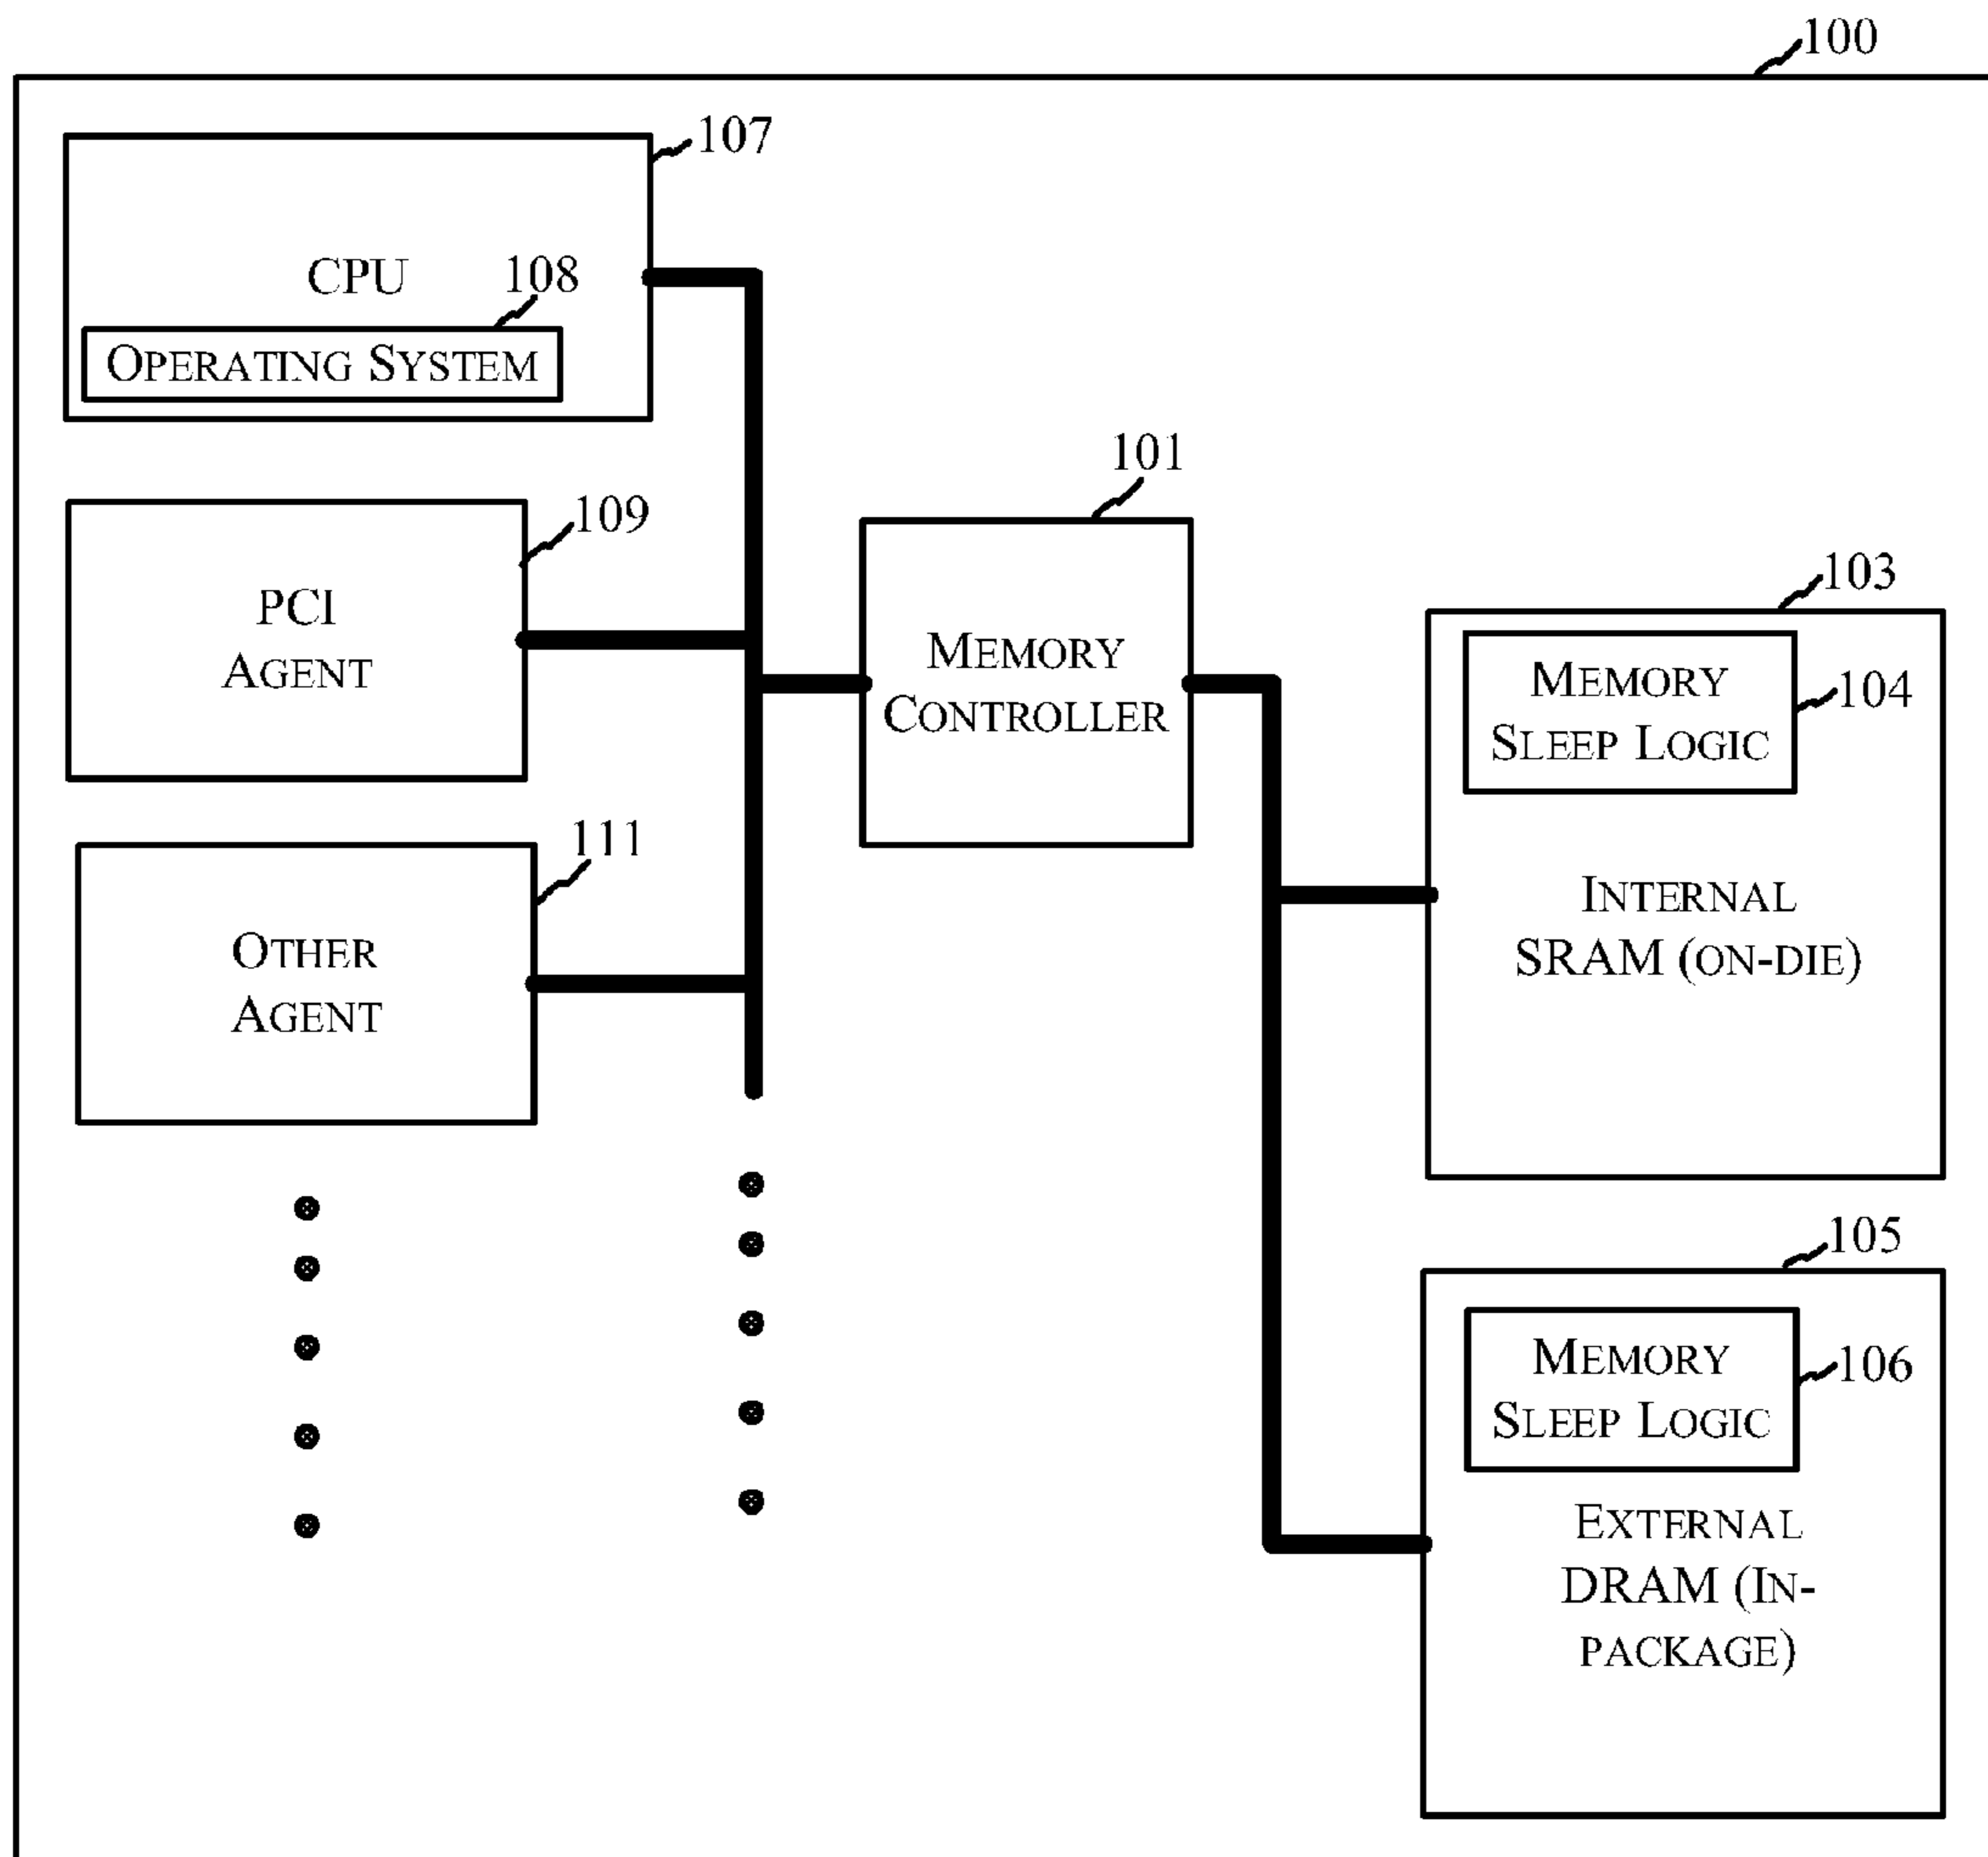 100
107
CPU
108
OPERATING SYSTEM
109
PCI
AGENT
111
OTHER
AGENT
101
MEMORY
CONTROLLER
103
MEMORY
SLEEP LOGIC
104
INTERNAL
SRAM (ON-DIE)
105
MEMORY
SLEEP LOGIC
106
EXTERNAL
DRAM (IN-
PACKAGE)